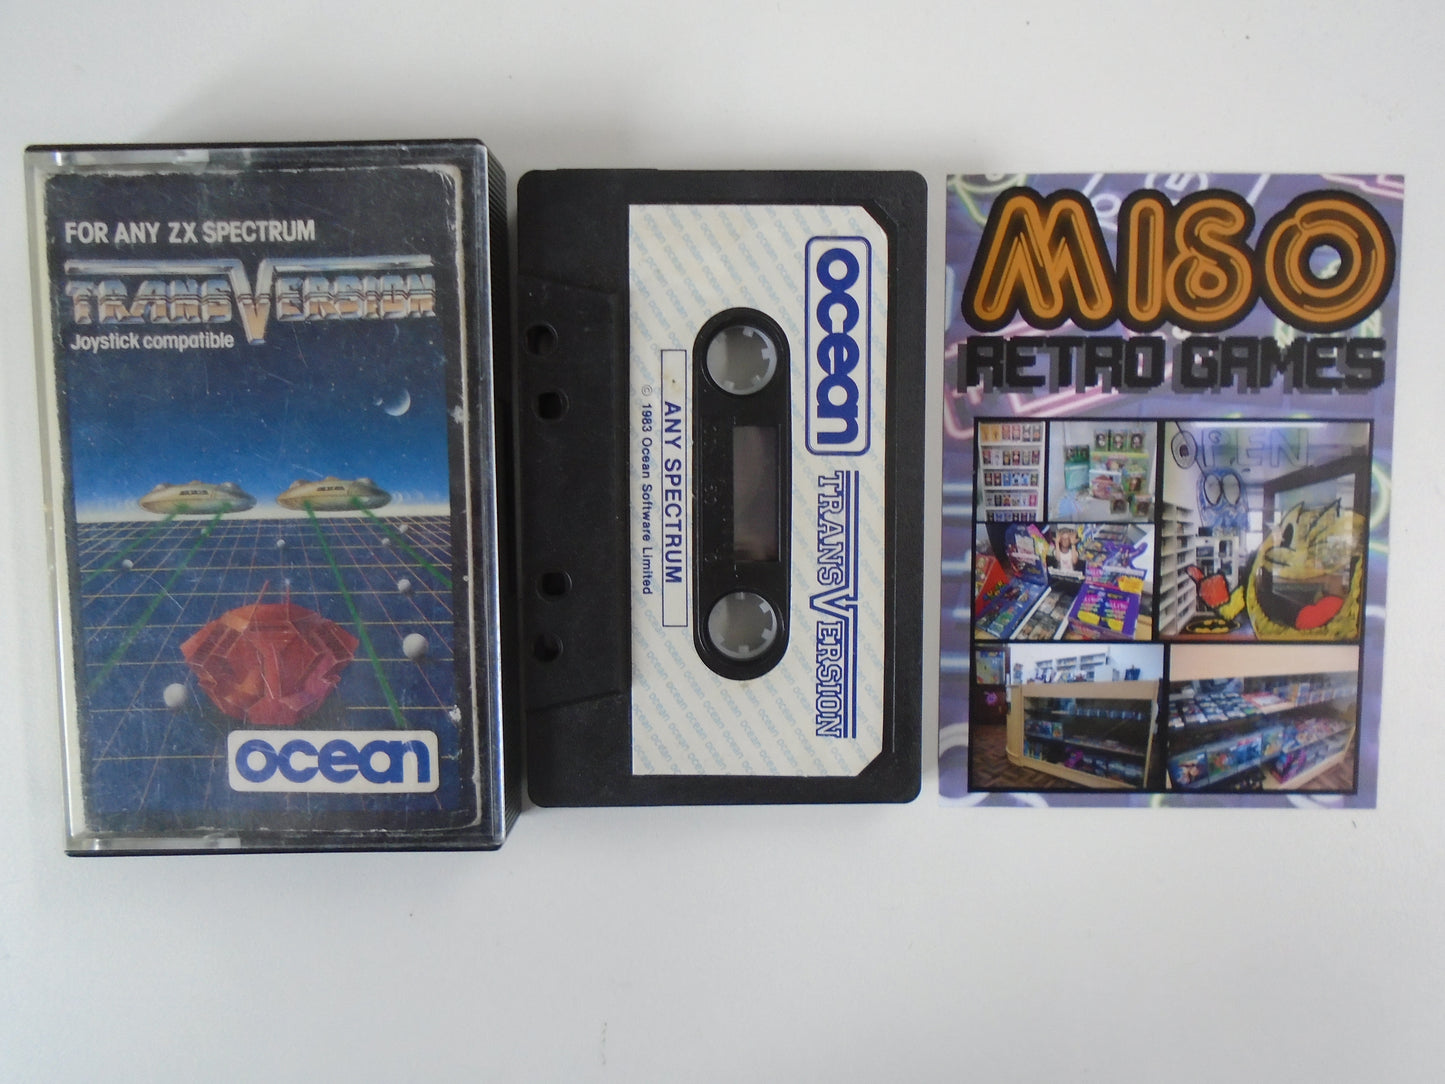 FOR ANY ZX SPECTRUM
TRANSVERSION
Joystick compatible
ocean
ocean
TRANSVERSION
ANY SPECTRUM
© 1983 Ocean Software Limited
MISO
RETRO GAMES
OPEN